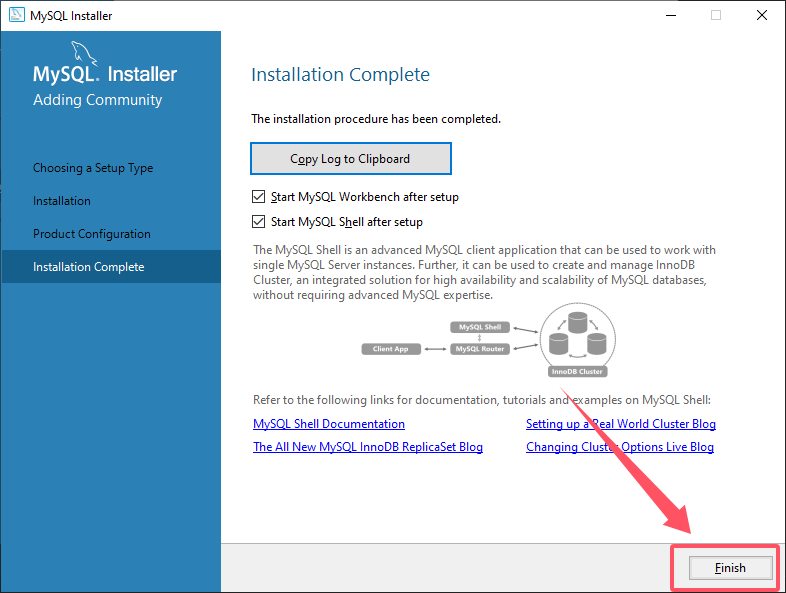 MySQL Installer
MySQL. Installer
Adding Community
Choosing a Setup Type
Installation
Product Configuration
Installation Complete
Installation Complete
The installation procedure has been completed.
Copy Log to Clipboard
Start MySQL Workbench after setup
Start MySQL Shell after setup
The MySQL Shell is an advanced MySQL client application that can be used to work with
single MySQL Server instances. Further, it can be used to create and manage InnoDB
Cluster, an integrated solution for high availability and scalability of MySQL databases,
without requiring advanced MySQL expertise.
MySQL Shell
Client App
MySQL Router
InnoDB Cluster
Refer to the following links for documentation, tutorials and examples on MySQL Shell:
MySQL Shell Documentation
Setting up a Real World Cluster Blog
The All New MySQL InnoDB ReplicaSet Blog
Changing Cluster Options Live Blog
Finish